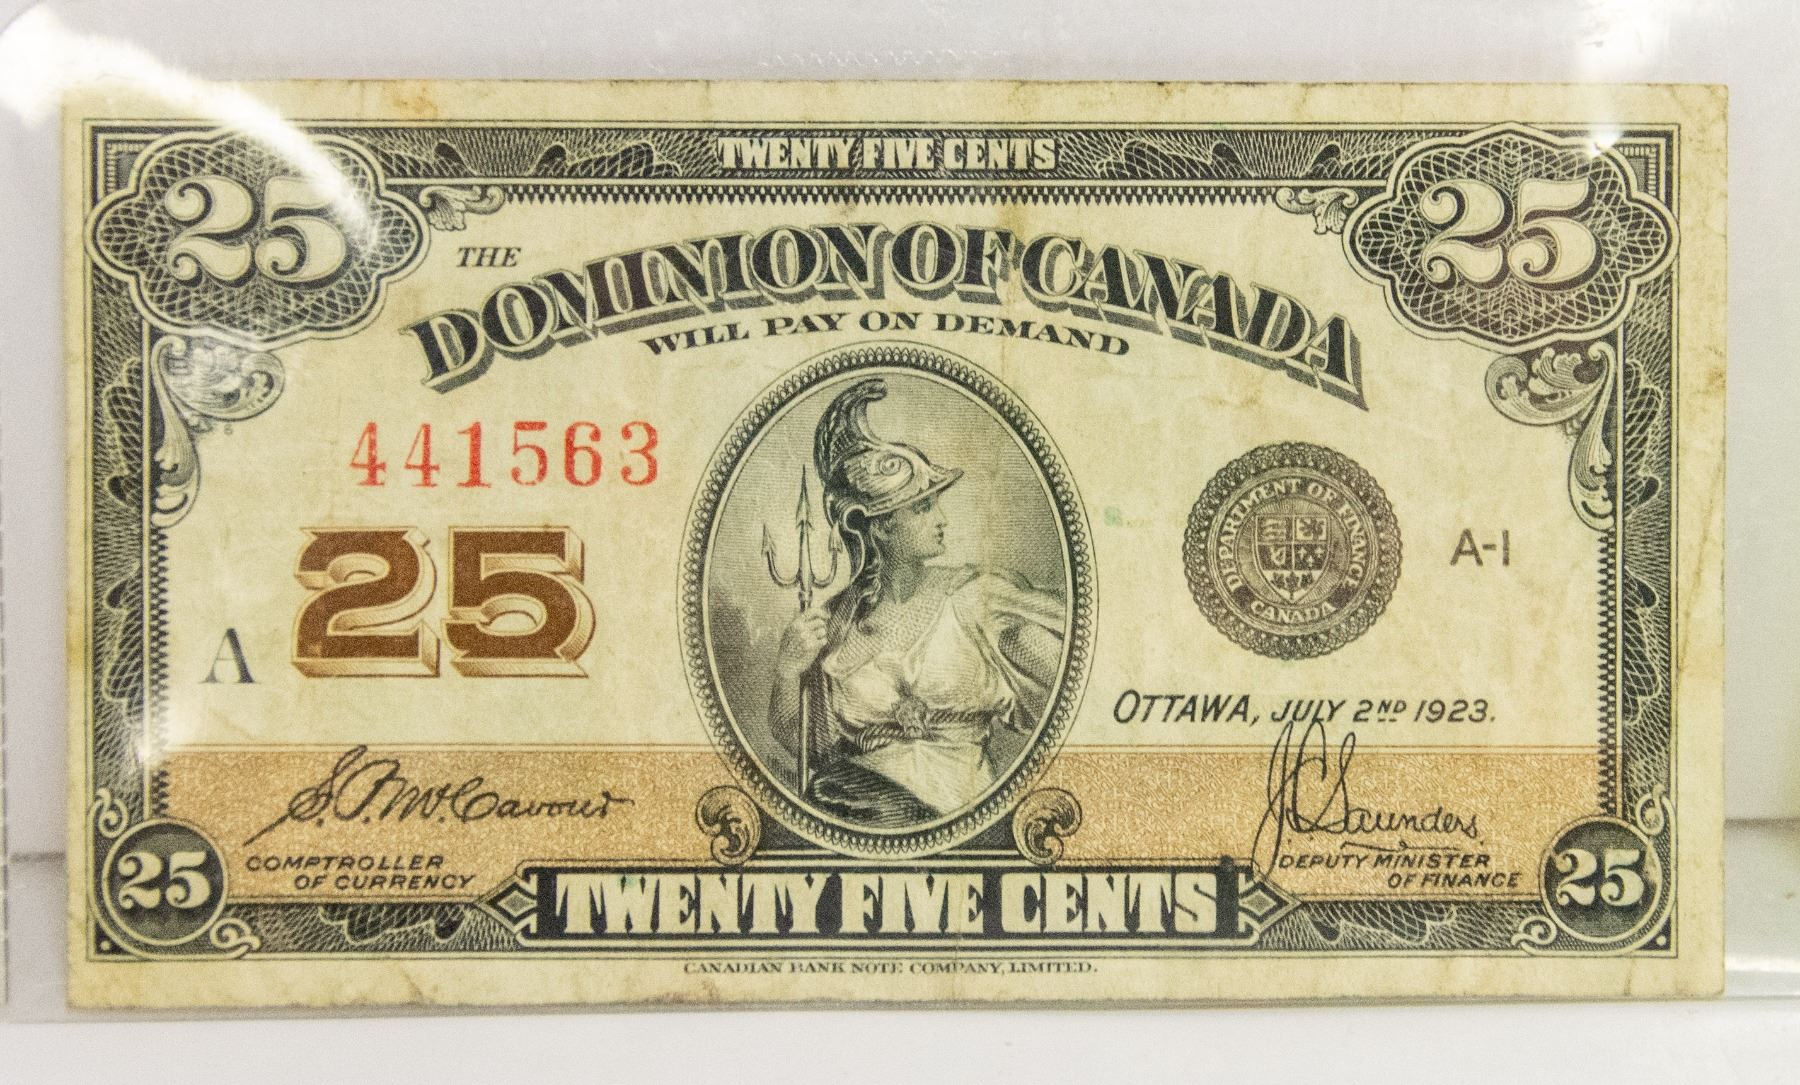 25 TWENTY FIVE CENTS 25
THE
DOMINION OF CANADA
WILL PAY ON DEMAND
441563
25
A
DEPARTMENT OF FINANCE
CANADA
A-1
OTTAWA, JULY 2ND 1923.
J.C. Saunders
COMPTROLLER
OF CURRENCY
DEPUTY MINISTER
OF FINANCE
25 TWENTY FIVE CENTS 25
CANADIAN BANK NOTE COMPANY, LIMITED.